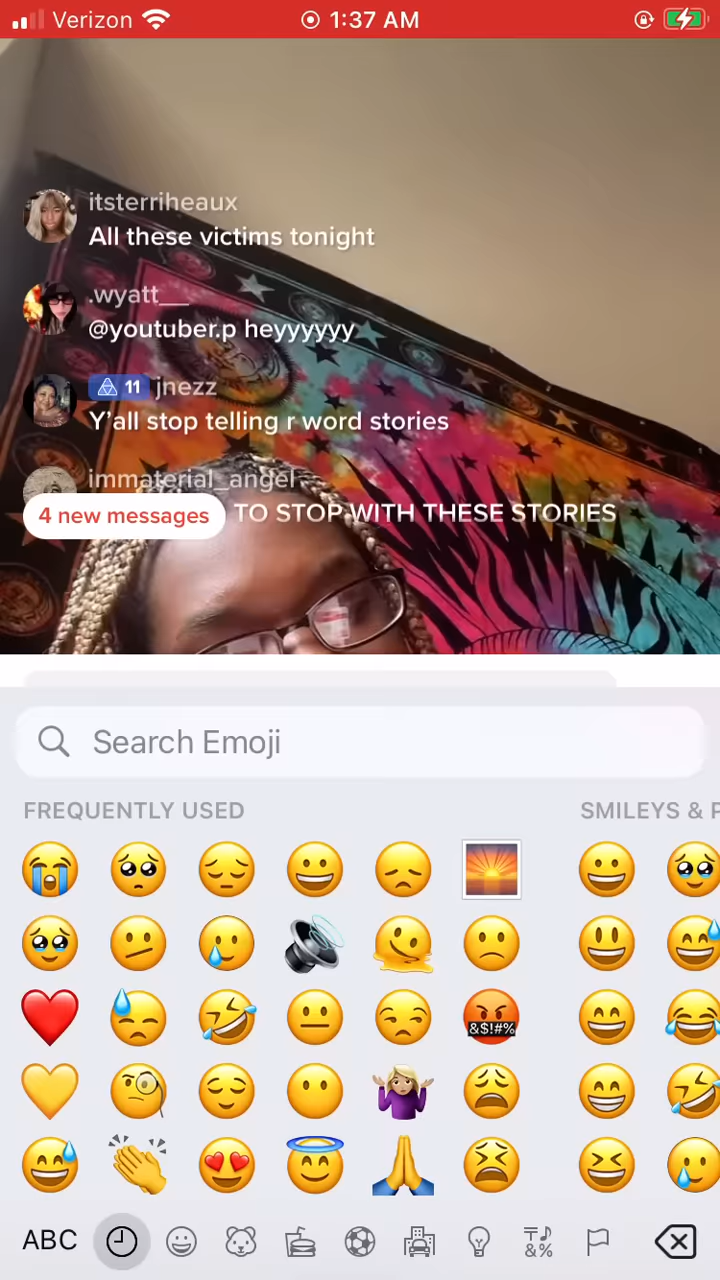 Verizon
1:37 AM
itsterriheaux
All these victims tonight
.wyatt__
@youtuber.p heyyyyyy
11 jnezz
Y'all stop telling r word stories
immaterial_angel
4 new messages
TO STOP WITH THESE STORIES
Search Emoji
FREQUENTLY USED
SMILEYS & P
&$!#%
ABC
&%